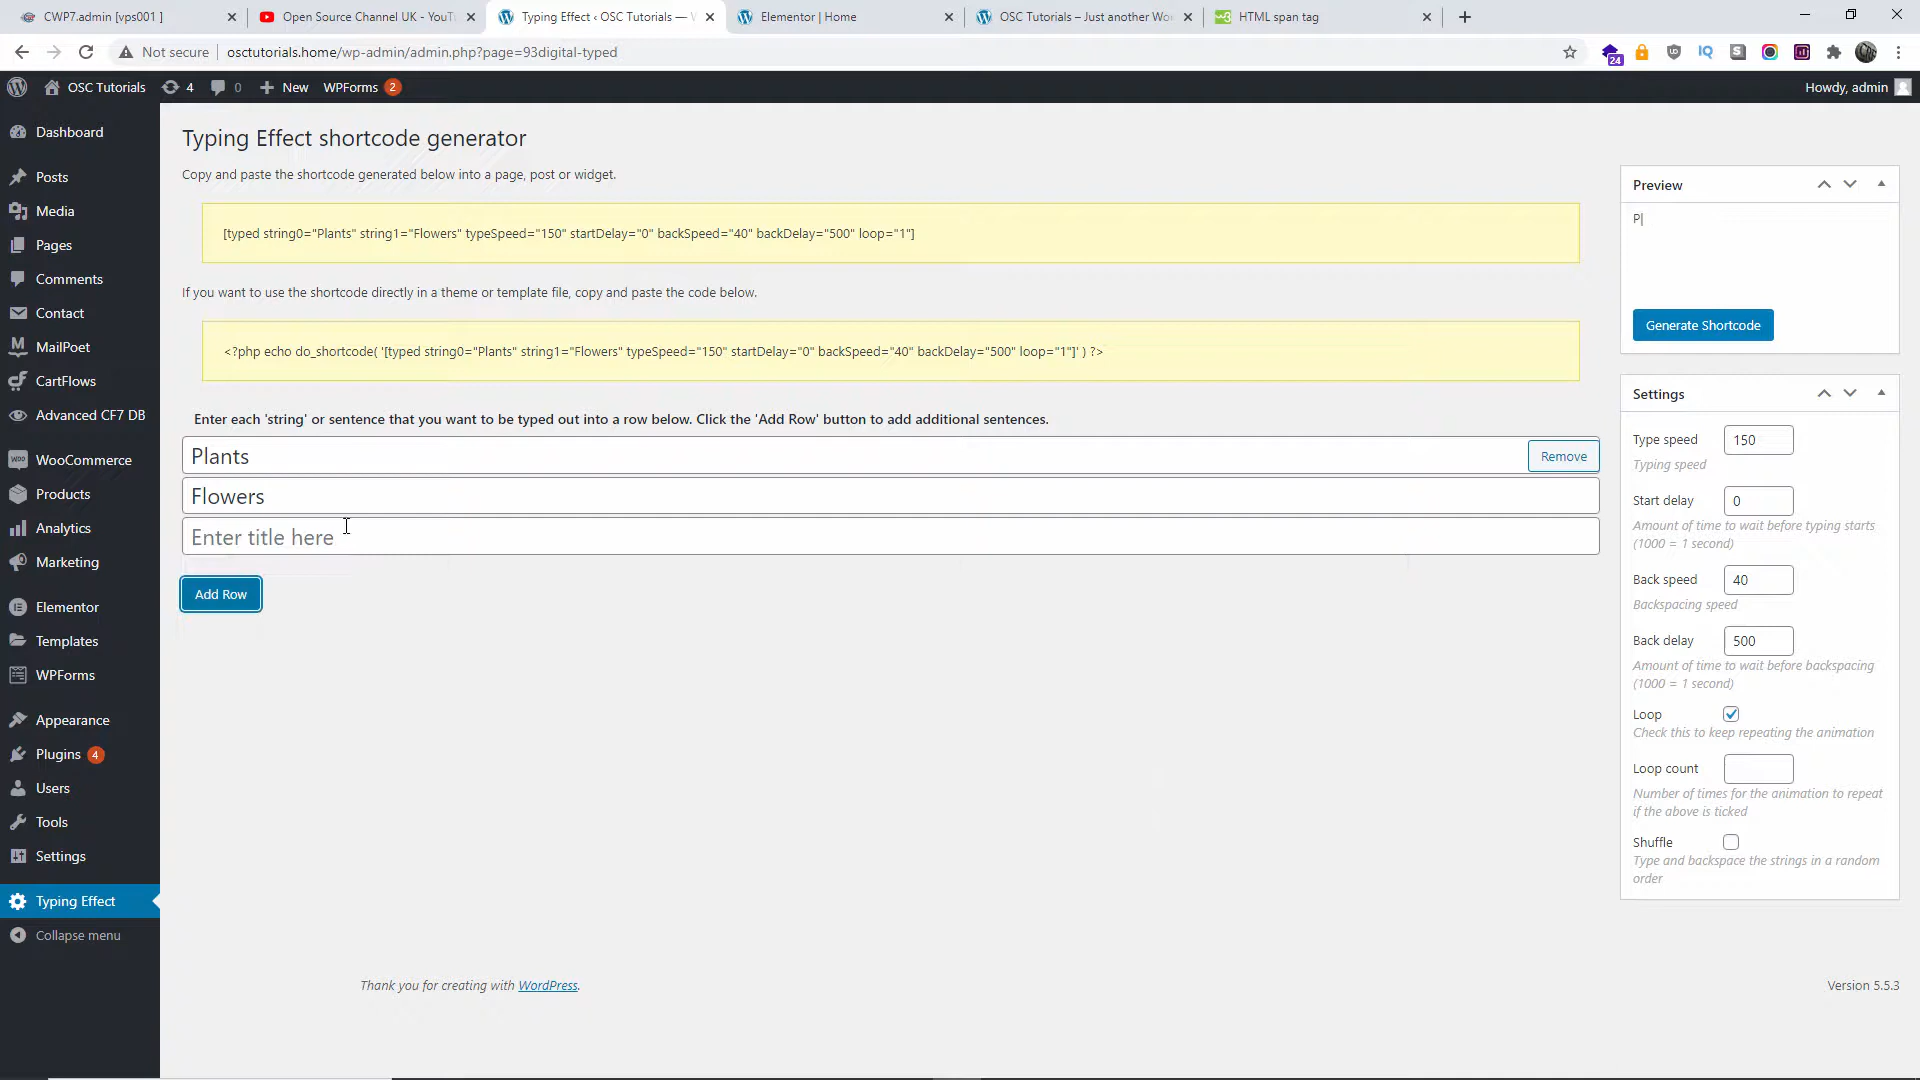 CWP7.admin [vps001 ]
Open Source Channel UK - YouT
Typing Effect ‹ OSC Tutorials — W
Elementor | Home
OSC Tutorials – Just another Wo
HTML span tag
Not secure
osctutorials.home/wp-admin/admin.php?page=93digital-typed
24
OSC Tutorials
4
0
New
WPForms 2
Howdy, admin
Dashboard
Posts
Media
Pages
Comments
Contact
MailPoet
CartFlows
Advanced CF7 DB
WooCommerce
Products
Analytics
Marketing
Elementor
Templates
WPForms
Appearance
Plugins 4
Users
Tools
Settings
Typing Effect
Collapse menu
Typing Effect shortcode generator
Copy and paste the shortcode generated below into a page, post or widget.
[typed string0="Plants" string1="Flowers" typeSpeed="150" startDelay="0" backSpeed="40" backDelay="500" loop="1"]
If you want to use the shortcode directly in a theme or template file, copy and paste the code below.
<?php echo do_shortcode( '[typed string0="Plants" string1="Flowers" typeSpeed="150" startDelay="0" backSpeed="40" backDelay="500" loop="1"]' ) ?>
Enter each 'string' or sentence that you want to be typed out into a row below. Click the 'Add Row' button to add additional sentences.
Plants
Remove
Flowers
Enter title here
Add Row
Preview
P|
Generate Shortcode
Settings
Type speed 150
Typing speed
Start delay 0
Amount of time to wait before typing starts
(1000 = 1 second)
Back speed 40
Backspacing speed
Back delay 500
Amount of time to wait before backspacing
(1000 = 1 second)
Loop
Check this to keep repeating the animation
Loop count
Number of times for the animation to repeat
if the above is ticked
Shuffle
Type and backspace the strings in a random
order
Thank you for creating with WordPress.
Version 5.5.3